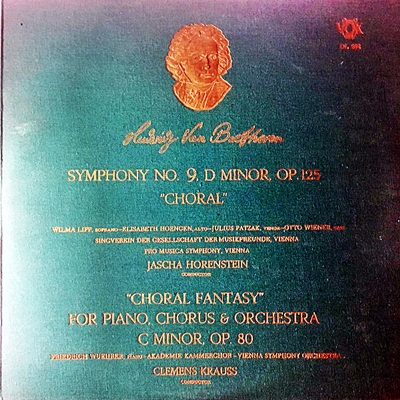 VOX
Ludwig Van Beethoven
SYMPHONY NO. 9, D MINOR, OP. 125
"CHORAL"
WILMA LIPP, SOPRANO–ELISABETH HOENGEN, ALTO–JULIUS PATZAK, TENOR–OTTO WIENER, BASS
SINGVEREIN DER GESELLSCHAFT DER MUSIKFREUNDE, VIENNA
PRO MUSICA SYMPHONY, VIENNA
JASCHA HORENSTEIN
CONDUCTOR
"CHORAL FANTASY"
FOR PIANO, CHORUS & ORCHESTRA
C MINOR, OP. 80
FRIEDRICH WUEHRER, PIANO–AKADEMIE KAMMERCHOR–VIENNA SYMPHONY ORCHESTRA
CLEMENS KRAUSS
CONDUCTOR